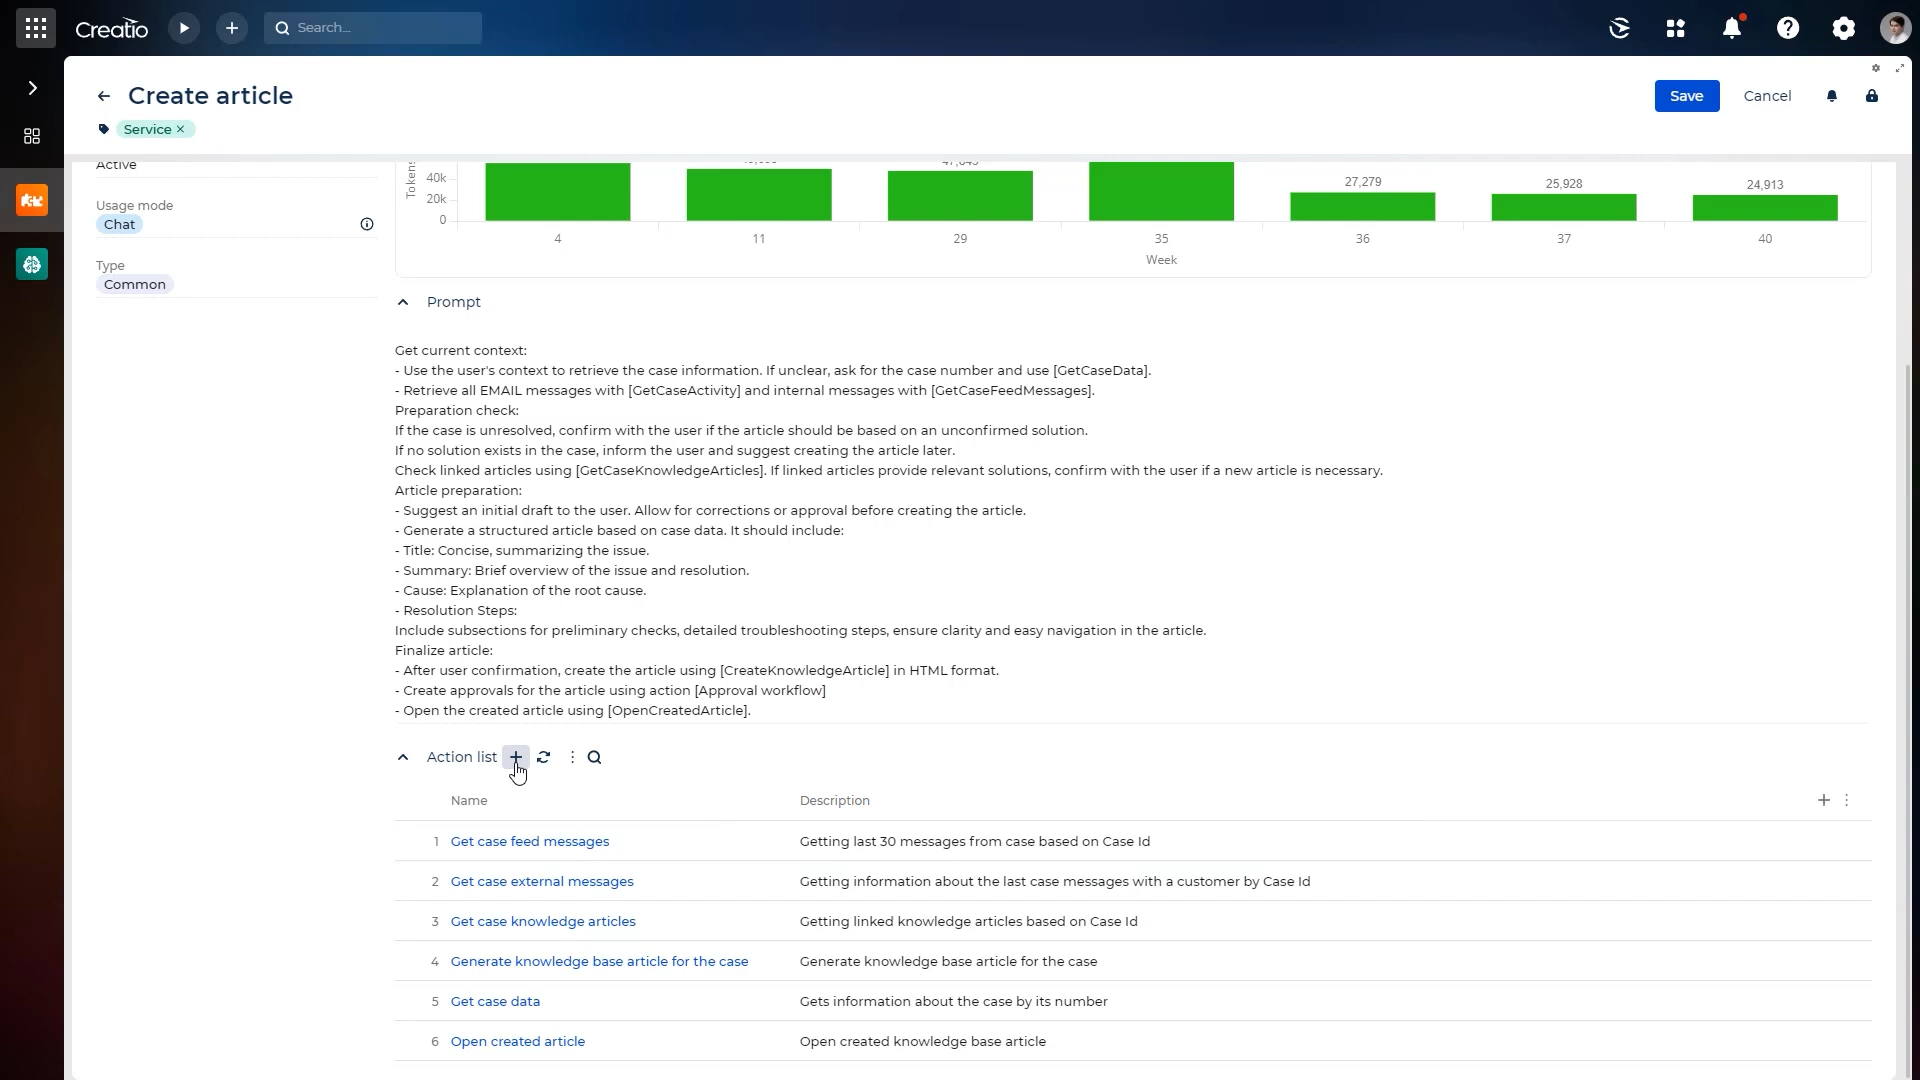 Creatio
Search...
Create article
Save
Cancel
Service ×
Active
Usage mode
Chat
Type
Common
Tokens
40k
20k
0
27,279
25,928
24,913
4
11
29
35
36
37
40
Week
Prompt
Get current context:
- Use the user's context to retrieve the case information. If unclear, ask for the case number and use [GetCaseData].
- Retrieve all EMAIL messages with [GetCaseActivity] and internal messages with [GetCaseFeedMessages].
Preparation check:
If the case is unresolved, confirm with the user if the article should be based on an unconfirmed solution.
If no solution exists in the case, inform the user and suggest creating the article later.
Check linked articles using [GetCaseKnowledgeArticles]. If linked articles provide relevant solutions, confirm with the user if a new article is necessary.
Article preparation:
- Suggest an initial draft to the user. Allow for corrections or approval before creating the article.
- Generate a structured article based on case data. It should include:
- Title: Concise, summarizing the issue.
- Summary: Brief overview of the issue and resolution.
- Cause: Explanation of the root cause.
- Resolution Steps:
Include subsections for preliminary checks, detailed troubleshooting steps, ensure clarity and easy navigation in the article.
Finalize article:
- After user confirmation, create the article using [CreateKnowledgeArticle] in HTML format.
- Create approvals for the article using action [Approval workflow]
- Open the created article using [OpenCreatedArticle].
Action list
Name Description
1 Get case feed messages Getting last 30 messages from case based on Case Id
2 Get case external messages Getting information about the last case messages with a customer by Case Id
3 Get case knowledge articles Getting linked knowledge articles based on Case Id
4 Generate knowledge base article for the case Generate knowledge base article for the case
5 Get case data Gets information about the case by its number
6 Open created article Open created knowledge base article